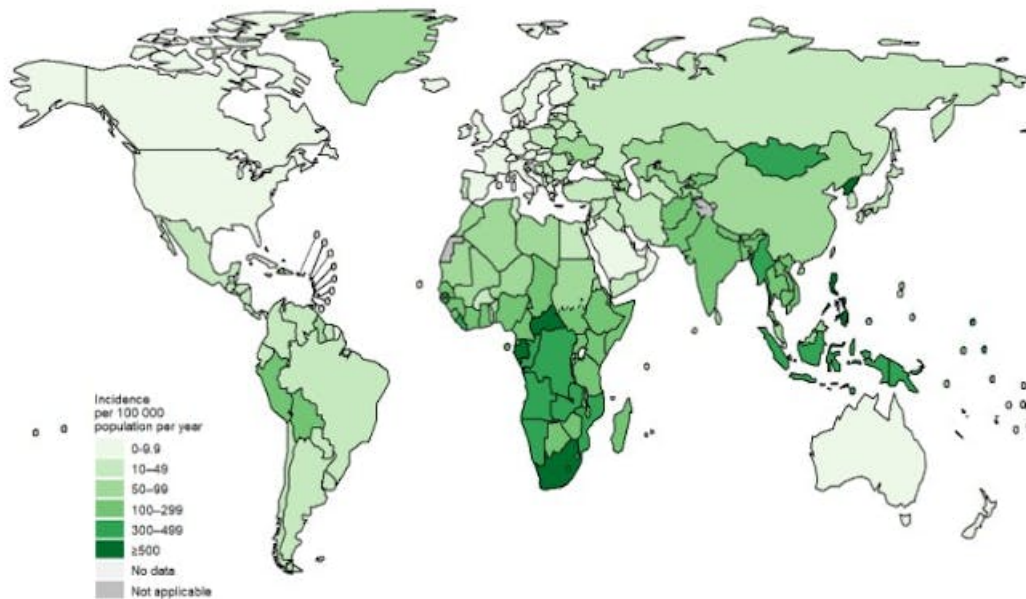 Incidence
per 100 000
population per year
0-9.9
10–49
50–99
100–299
300–499
≥500
No data
Not applicable